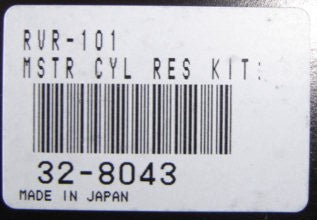 RVR-101
MSTR CYL RES KIT:
32-8043
MADE IN JAPAN